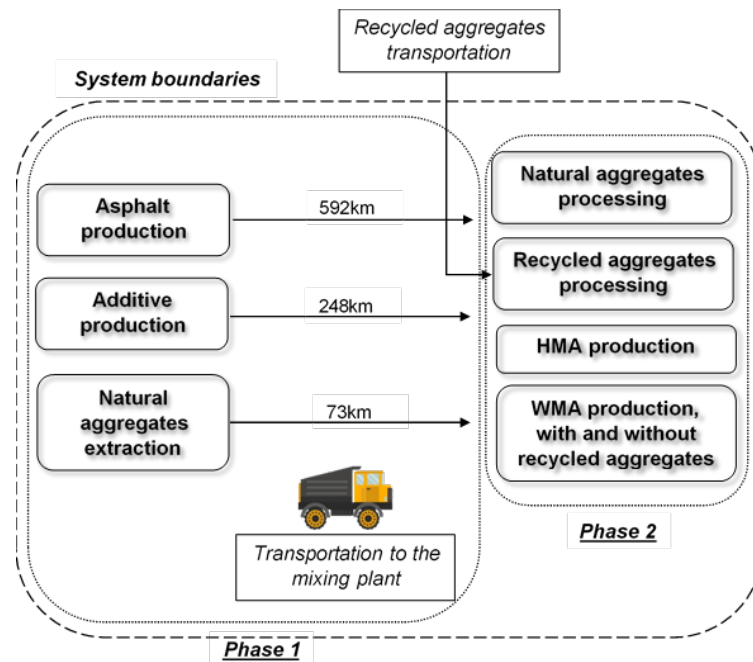 Recycled aggregates
transportation
System boundaries
Asphalt
production
592km
Natural aggregates
processing
Additive
production
248km
Recycled aggregates
processing
HMA production
Natural
aggregates
extraction
73km
WMA production,
with and without
recycled aggregates
Transportation to the
mixing plant
Phase 2
Phase 1